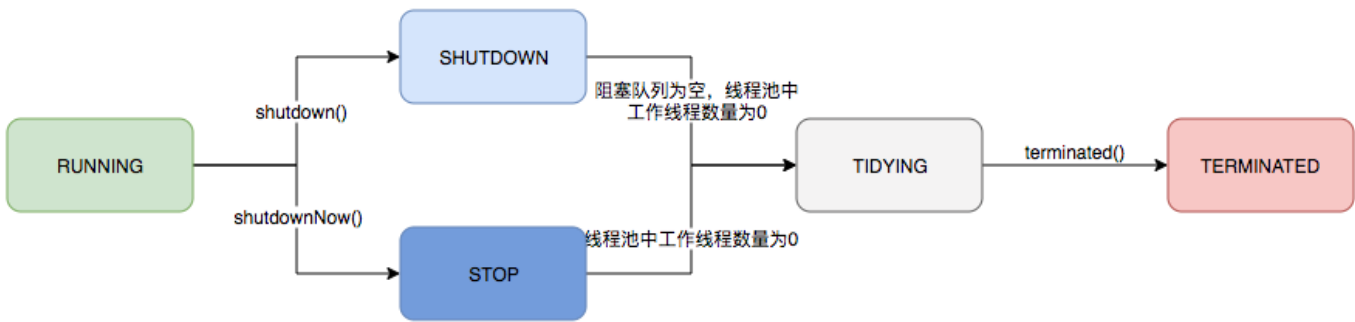 RUNNING
shutdown()
SHUTDOWN
shutdownNow()
STOP
阻塞队列为空，线程池中
工作线程数量为0
线程池中工作线程数量为0
TIDYING
terminated()
TERMINATED